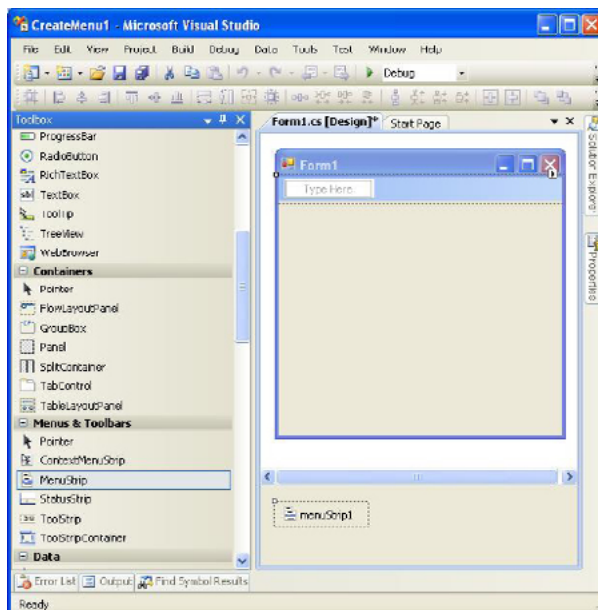 CreateMenu1 - Microsoft Visual Studio
File Edit View Project Build Debug Data Tools Test Window Help
Debug
Toolbox
Form1.cs [Design]* Start Page
ProgressBar
RadioButton
RichTextBox
TextBox
ToolTip
TreeView
WebBrowser
Containers
Pointer
FlowLayoutPanel
GroupBox
Panel
SplitContainer
TabControl
TableLayoutPanel
Menus & Toolbars
Pointer
ContextMenuStrip
MenuStrip
StatusStrip
ToolStrip
ToolStripContainer
Data
Form1
Type Here
menuStrip1
Solution Explorer
Properties
Error List Output Find Symbol Results
Ready